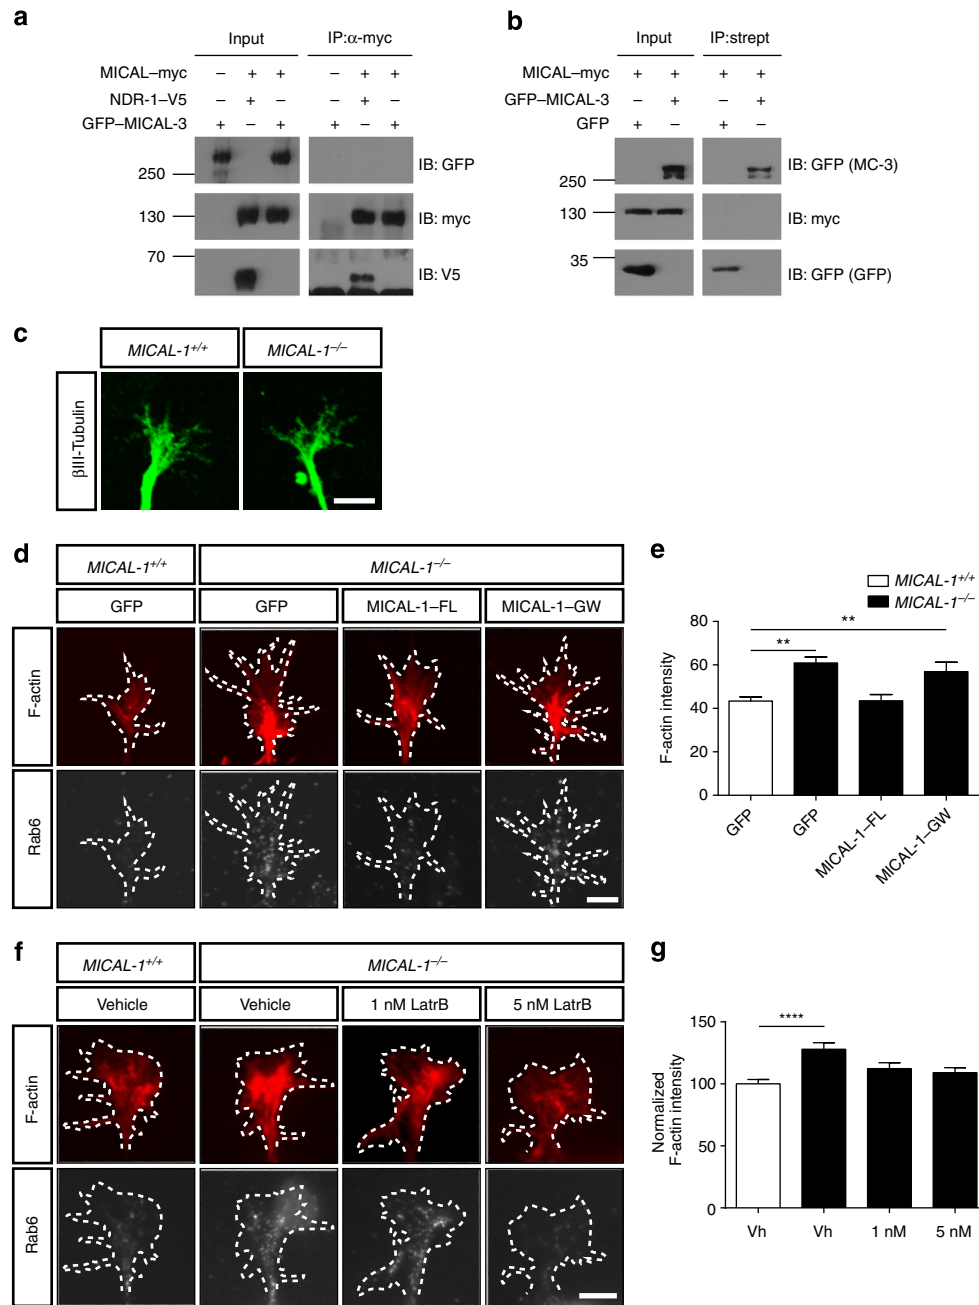 a
Input IP:α-myc
MICAL–myc – + + – + +
NDR-1–V5 – + – – + –
GFP–MICAL-3 + – + + – +
250 IB: GFP
130 IB: myc
70 IB: V5
b
Input IP:strept
MICAL–myc + + + +
GFP–MICAL-3 – + – +
GFP + – + –
250 IB: GFP (MC-3)
130 IB: myc
35 IB: GFP (GFP)
c
MICAL-1+/+ MICAL-1–/–
βIII-Tubulin
d
MICAL-1+/+ MICAL-1–/–
GFP GFP MICAL-1–FL MICAL-1–GW
F-actin
Rab6
e
MICAL-1+/+
MICAL-1–/–
F-actin intensity
80
60
40
20
0
**
**
GFP GFP MICAL-1–FL MICAL-1–GW
f
MICAL-1+/+ MICAL-1–/–
Vehicle Vehicle 1 nM LatrB 5 nM LatrB
F-actin
Rab6
g
Normalized
F-actin intensity
150
100
50
0
****
Vh Vh 1 nM 5 nM